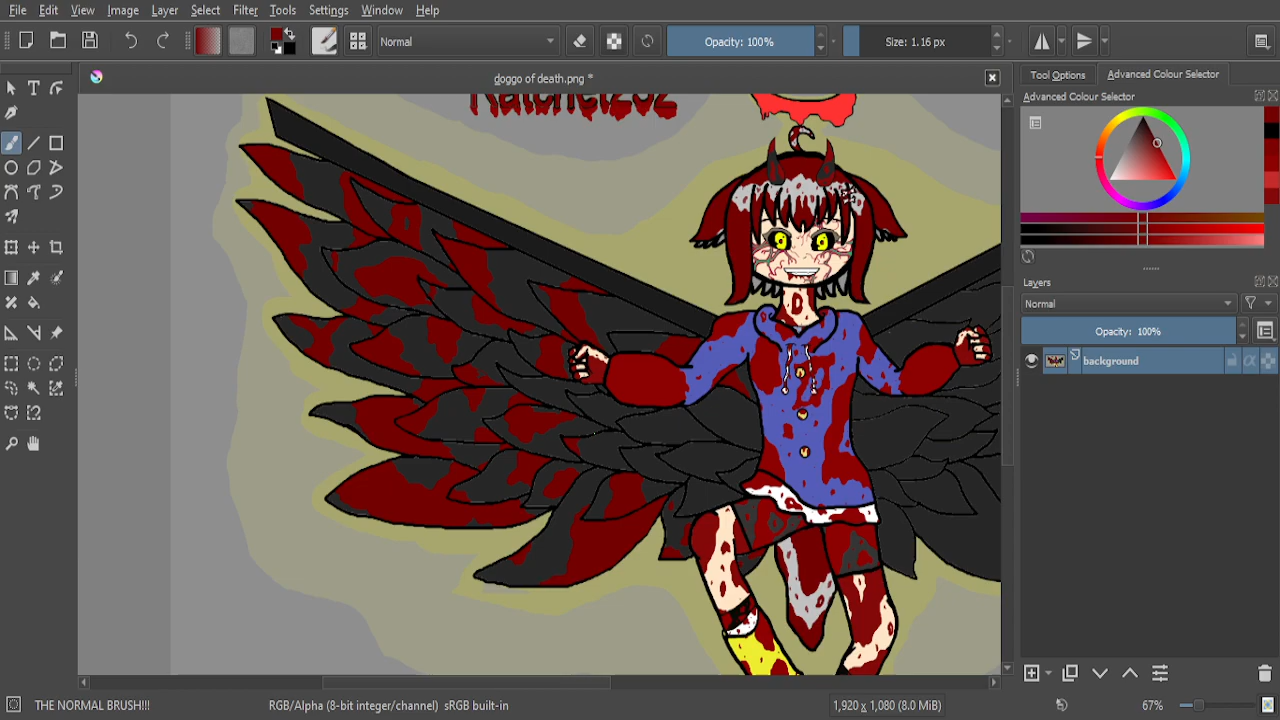 File Edit View Image Layer Select Filter Tools Settings Window Help
Normal Opacity: 100% Size: 1.16 px
doggo of death.png *
Tool Options Advanced Colour Selector
Advanced Colour Selector
Layers
Normal
Opacity: 100%
background
THE NORMAL BRUSH!!! RGB/Alpha (8-bit integer/channel) sRGB built-in 1,920 x 1,080 (8.0 MiB) 67%